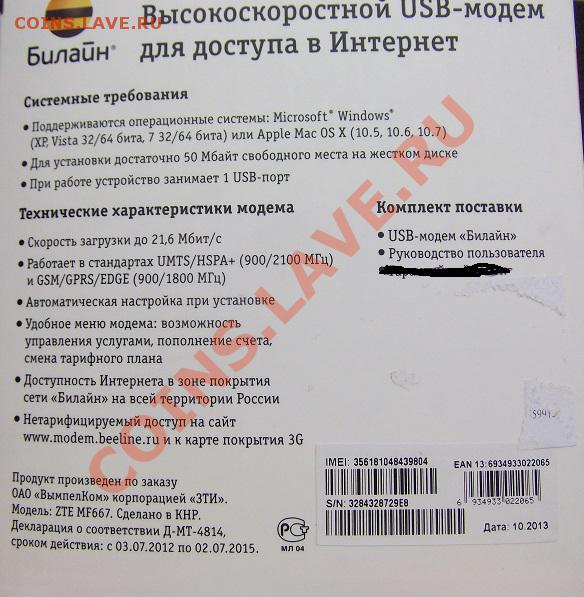 COINS.LAVE.RU
Билайн®
Высокоскоростной USB-модем
для доступа в Интернет
Системные требования
• Поддерживаются операционные системы: Microsoft® Windows®
(XP, Vista 32/64 бита, 7 32/64 бита) или Apple Mac OS X (10.5, 10.6, 10.7)
• Для установки достаточно 50 Мбайт свободного места на жестком диске
• При работе устройство занимает 1 USB-порт
Технические характеристики модема
• Скорость загрузки до 21,6 Мбит/с
• Работает в стандартах UMTS/HSPA+ (900/2100 МГц)
и GSM/GPRS/EDGE (900/1800 МГц)
• Автоматическая настройка при установке
• Удобное меню модема: возможность
управления услугами, пополнение счета,
смена тарифного плана
• Доступность Интернета в зоне покрытия
сети «Билайн» на всей территории России
• Нетарифицируемый доступ на сайт
www.modem.beeline.ru и к карте покрытия 3G
Комплект поставки
• USB-модем «Билайн»
• Руководство пользователя
Продукт произведен по заказу
ОАО «ВымпелКом» корпорацией «ЗТИ».
Модель: ZTE MF667. Сделано в КНР.
Декларация о соответствии Д-МТ-4814,
сроком действия: с 03.07.2012 по 02.07.2015.
МЛ 04
IMEI: 356181048439804
S/N: 3284328729E8
EAN 13:6934933022065
6 934933 022065
Дата: 10.2013
COINS.LAVE.RU